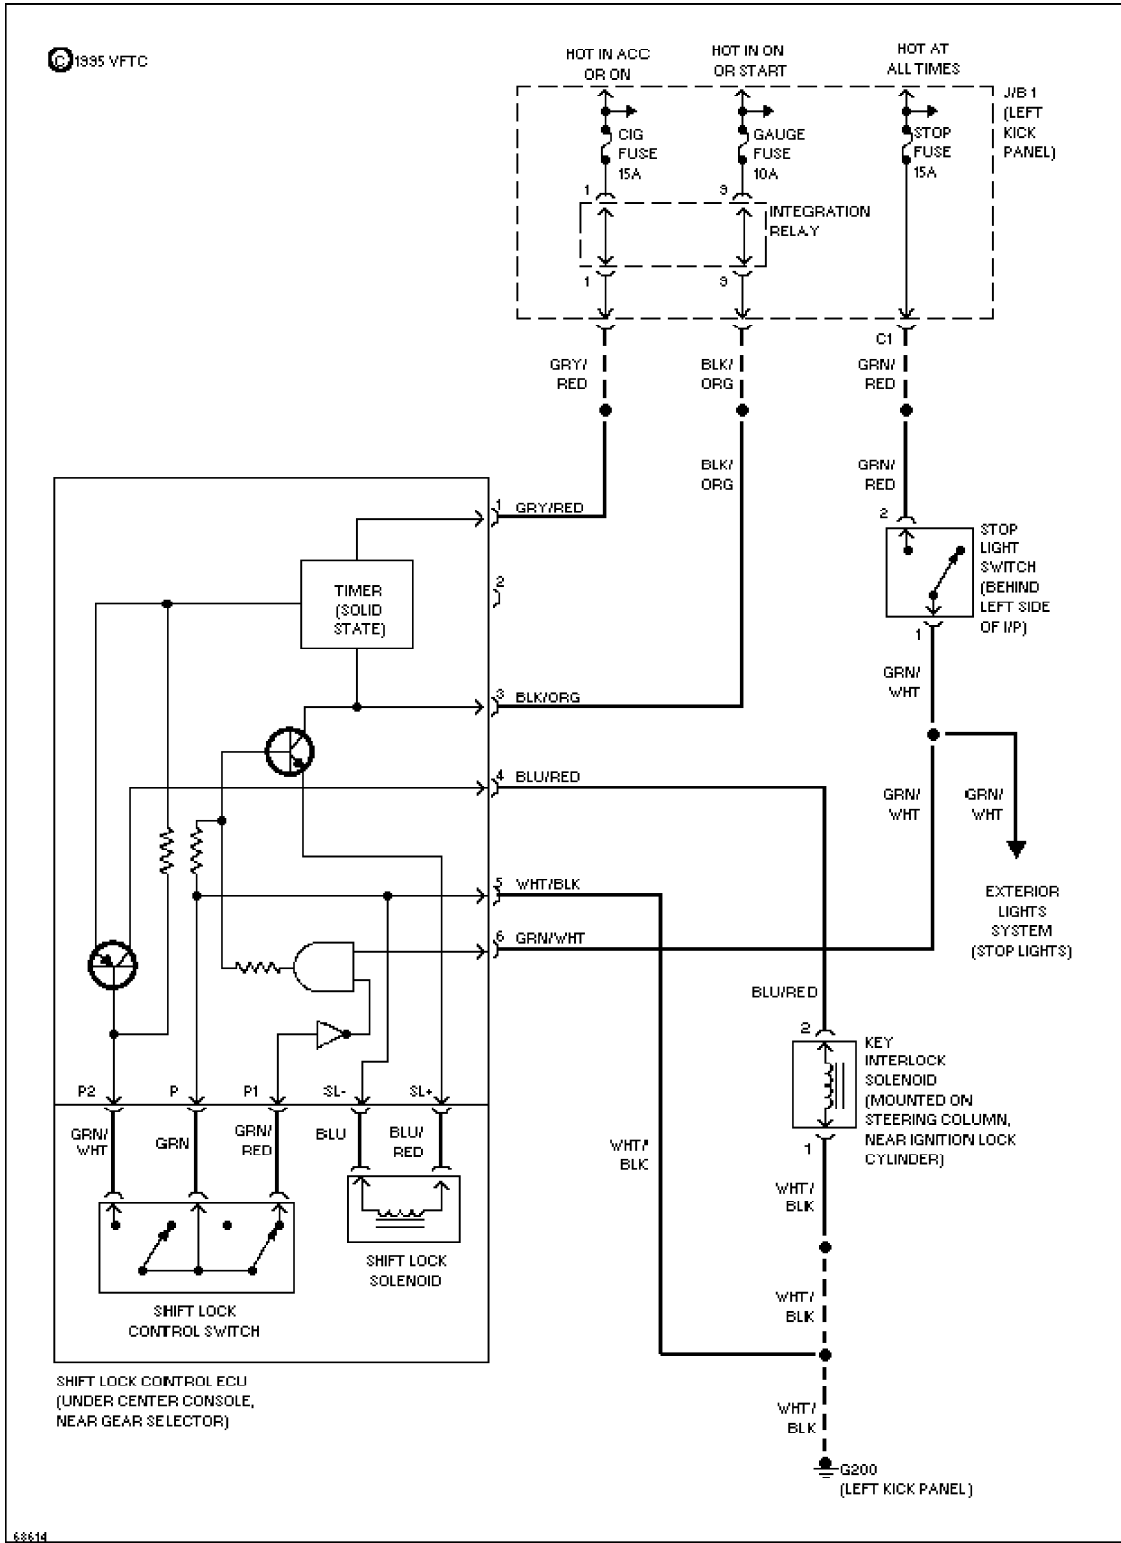 © 1995 VFTC
HOT IN ACC
OR ON
HOT IN ON
OR START
HOT AT
ALL TIMES
J/B 1
(LEFT
KICK
PANEL)
CIG
FUSE
15A
GAUGE
FUSE
10A
STOP
FUSE
15A
1
9
INTEGRATION
RELAY
1
9
C1
GRY/
RED
BLK/
ORG
GRN/
RED
BLK/
ORG
GRN/
RED
1
GRY/RED
2
STOP
LIGHT
SWITCH
(BEHIND
LEFT SIDE
OF I/P)
TIMER
(SOLID
STATE)
2
1
GRN/
WHT
3
BLK/ORG
4
BLU/RED
GRN/
WHT
GRN/
WHT
5
WHT/BLK
EXTERIOR
LIGHTS
SYSTEM
(STOP LIGHTS)
6
GRN/WHT
BLU/RED
2
KEY
INTERLOCK
SOLENOID
(MOUNTED ON
STEERING COLUMN,
NEAR IGNITION LOCK
CYLINDER)
1
P2
P
P1
SL-
SL+
GRN/
WHT
GRN
GRN/
RED
BLU
BLU/
RED
WHT/
BLK
WHT/
BLK
SHIFT LOCK
SOLENOID
SHIFT LOCK
CONTROL SWITCH
WHT/
BLK
SHIFT LOCK CONTROL ECU
(UNDER CENTER CONSOLE,
NEAR GEAR SELECTOR)
WHT/
BLK
G200
(LEFT KICK PANEL)
68614